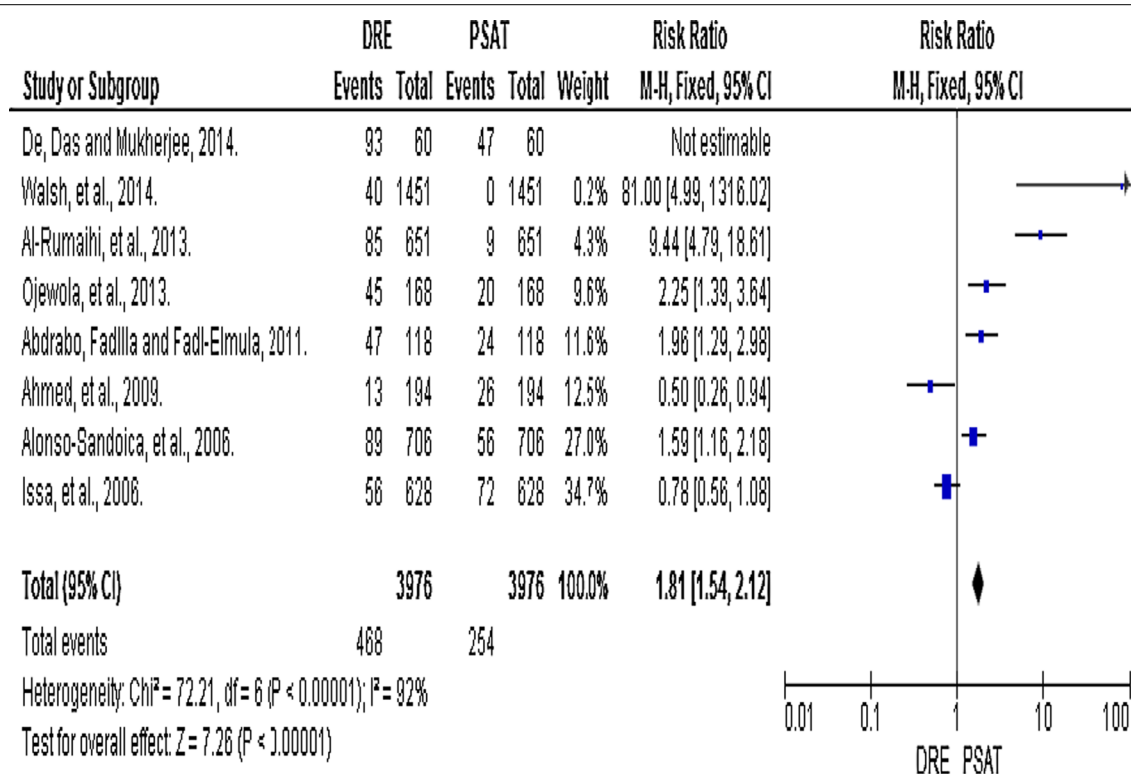 DRE PSAT Risk Ratio Risk Ratio
Study or Subgroup Events Total Events Total Weight M-H, Fixed, 95% CI M-H, Fixed, 95% CI
De, Das and Mukherjee, 2014. 93 60 47 60 Not estimable
Walsh, et al., 2014. 40 1451 0 1451 0.2% 81.00 [4.99, 1316.02]
Al-Rumaihi, et al., 2013. 85 651 9 651 4.3% 9.44 [4.79, 18.61]
Ojewola, et al., 2013. 45 168 20 168 9.6% 2.25 [1.39, 3.64]
Abdrabo, Fadllla and Fadl-Elmula, 2011. 47 118 24 118 11.6% 1.96 [1.29, 2.98]
Ahmed, et al., 2009. 13 194 26 194 12.5% 0.50 [0.26, 0.94]
Alonso-Sandoica, et al., 2006. 89 706 56 706 27.0% 1.59 [1.16, 2.18]
Issa, et al., 2006. 56 628 72 628 34.7% 0.78 [0.56, 1.08]
Total (95% CI) 3976 3976 100.0% 1.81 [1.54, 2.12]
Total events 468 254
Heterogeneity: Chi² = 72.21, df = 6 (P < 0.00001); I² = 92%
Test for overall effect: Z = 7.26 (P < 0.00001)
0.01 0.1 1 10 100
DRE PSAT